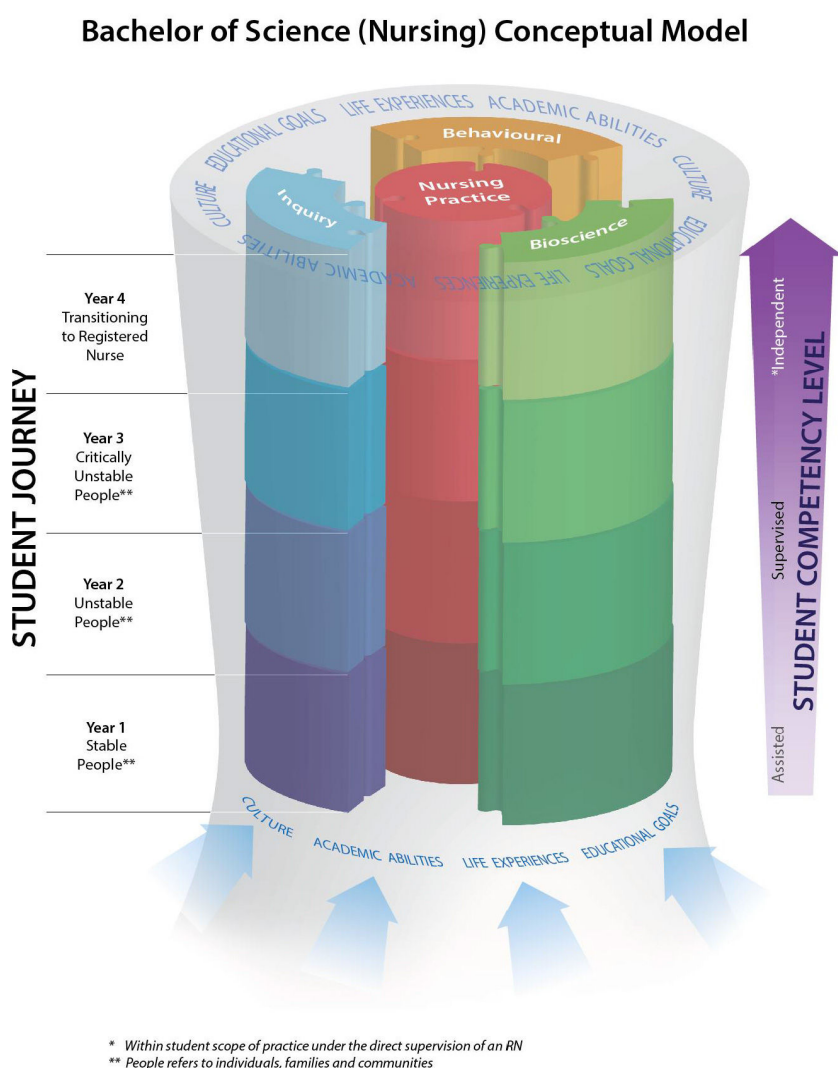 Bachelor of Science (Nursing) Conceptual Model
CULTURE EDUCATIONAL GOALS LIFE EXPERIENCES ACADEMIC ABILITIES CULTURE
EDUCATIONAL GOALS LIFE EXPERIENCES ACADEMIC ABILITIES
Behavioural
Nursing
Practice
Inquiry
Bioscience
STUDENT JOURNEY
Year 4
Transitioning
to Registered
Nurse
Year 3
Critically
Unstable
People**
Year 2
Unstable
People**
Year 1
Stable
People**
*Independent
Supervised
Assisted
STUDENT COMPETENCY LEVEL
CULTURE ACADEMIC ABILITIES LIFE EXPERIENCES EDUCATIONAL GOALS
* Within student scope of practice under the direct supervision of an RN
** People refers to individuals, families and communities